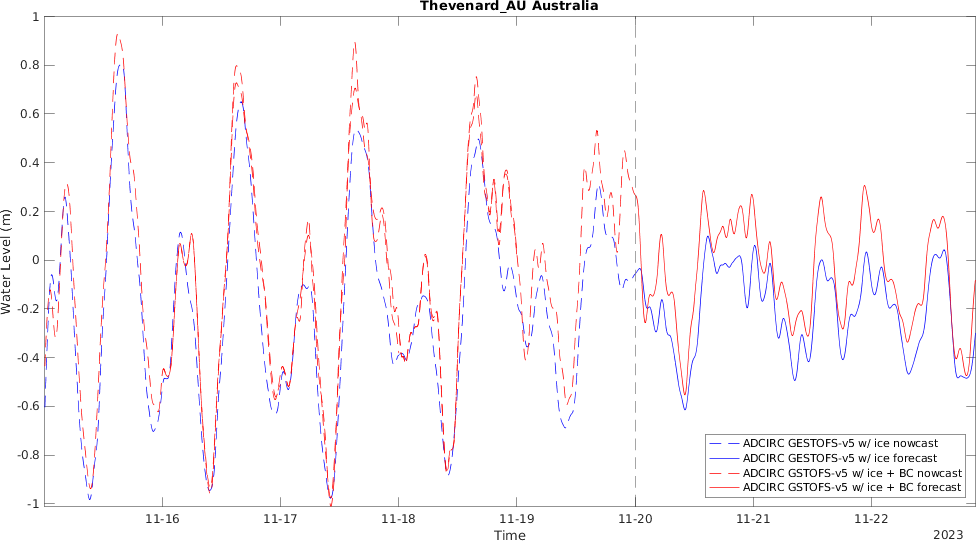 Thevenard_AU Australia
1
0.8
0.6
0.4
0.2
0
-0.2
-0.4
-0.6
-0.8
-1
Water Level (m)
11-16 11-17 11-18 11-19 11-20 11-21 11-22
Time
2023
ADCIRC GESTOFS-v5 w/ ice nowcast
ADCIRC GESTOFS-v5 w/ ice forecast
ADCIRC GSTOFS-v5 w/ ice + BC nowcast
ADCIRC GSTOFS-v5 w/ ice + BC forecast